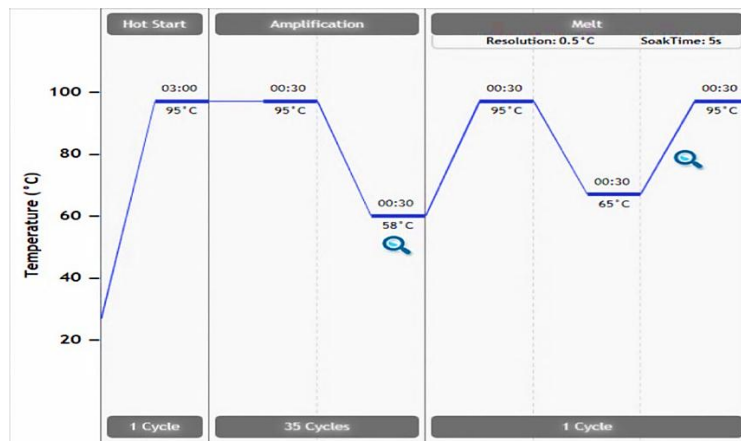 Hot Start
Amplification
Melt
Resolution: 0.5°C SoakTime: 5s
Temperature (°C)
100
80
60
40
20
03:00
95°C
00:30
95°C
00:30
58°C
00:30
95°C
00:30
65°C
00:30
95°C
1 Cycle
35 Cycles
1 Cycle